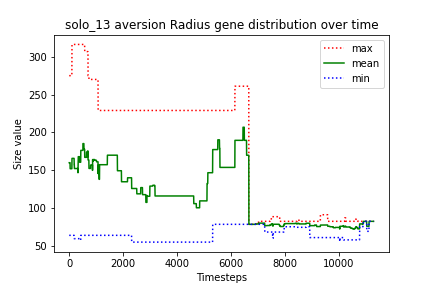 solo_13 aversion Radius gene distribution over time
max
mean
min
Size value
300
250
200
150
100
50
0
2000
4000
6000
8000
10000
Timesteps